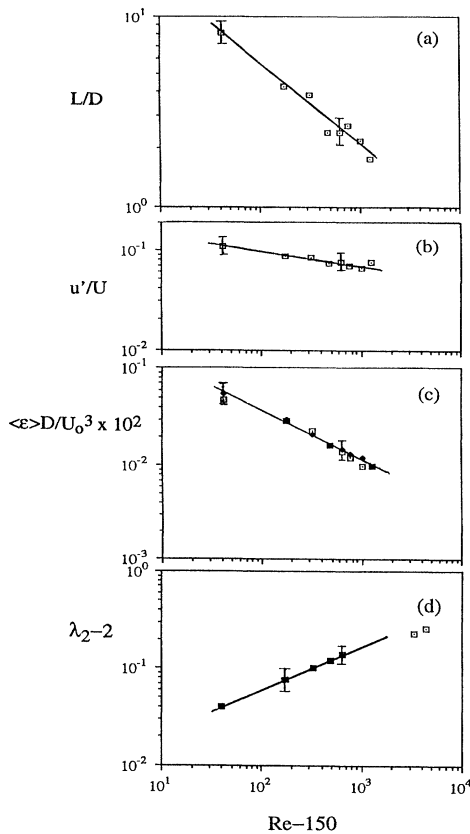 10¹
(a)
L/D
10⁰
(b)
10⁻¹
u'/U
10⁻²
10⁻¹
(c)
<ε>D/U₀³ x 10²
10⁻²
10⁻³
10⁰
(d)
λ₂–2
10⁻¹
10⁻²
10¹ 10² 10³ 10⁴
Re–150